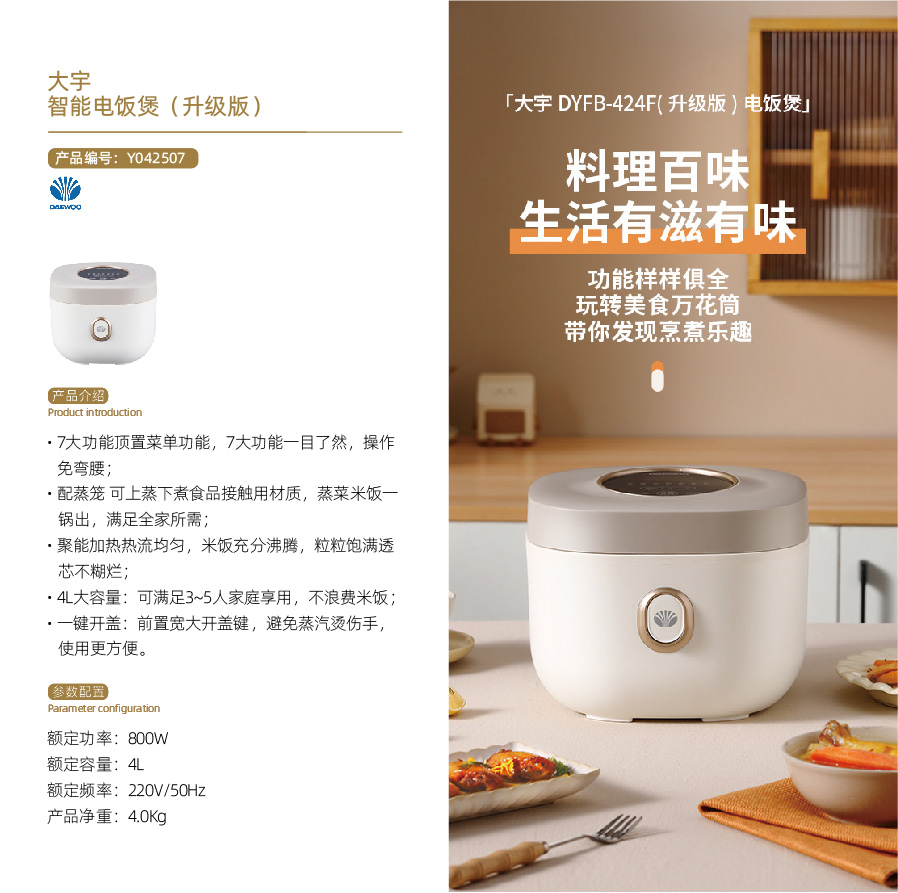 大宇
智能电饭煲（升级版）
产品编号：Y042507
DAEWOO
产品介绍
Product introduction
• 7大功能顶置菜单功能，7大功能一目了然，操作
免弯腰；
• 配蒸笼 可上蒸下煮食品接触用材质，蒸菜米饭一
锅出，满足全家所需；
• 聚能加热热流均匀，米饭充分沸腾，粒粒饱满透
芯不糊烂；
• 4L大容量：可满足3~5人家庭享用，不浪费米饭；
• 一键开盖：前置宽大开盖键，避免蒸汽烫伤手，
使用更方便。
参数配置
Parameter configuration
额定功率：800W
额定容量：4L
额定频率：220V/50Hz
产品净重：4.0Kg
「大宇 DYFB-424F( 升级版 ) 电饭煲」
料理百味
生活有滋有味
功能样样俱全
玩转美食万花筒
带你发现烹煮乐趣